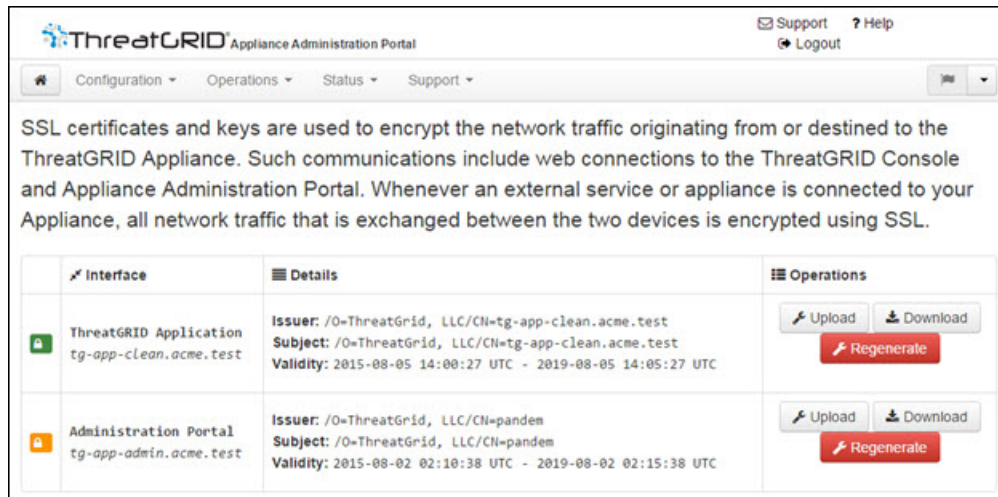 ThreatGRID Appliance Administration Portal
Support ? Help
Logout
Configuration Operations Status Support
SSL certificates and keys are used to encrypt the network traffic originating from or destined to the
ThreatGRID Appliance. Such communications include web connections to the ThreatGRID Console
and Appliance Administration Portal. Whenever an external service or appliance is connected to your
Appliance, all network traffic that is exchanged between the two devices is encrypted using SSL.
Interface Details Operations
ThreatGRID Application
tg-app-clean.acme.test
Issuer: /O=ThreatGrid, LLC/CN=tg-app-clean.acme.test
Subject: /O=ThreatGrid, LLC/CN=tg-app-clean.acme.test
Validity: 2015-08-05 14:00:27 UTC - 2019-08-05 14:05:27 UTC
Upload Download
Regenerate
Administration Portal
tg-app-admin.acme.test
Issuer: /O=ThreatGrid, LLC/CN=pandem
Subject: /O=ThreatGrid, LLC/CN=pandem
Validity: 2015-08-02 02:10:38 UTC - 2019-08-02 02:15:38 UTC
Upload Download
Regenerate